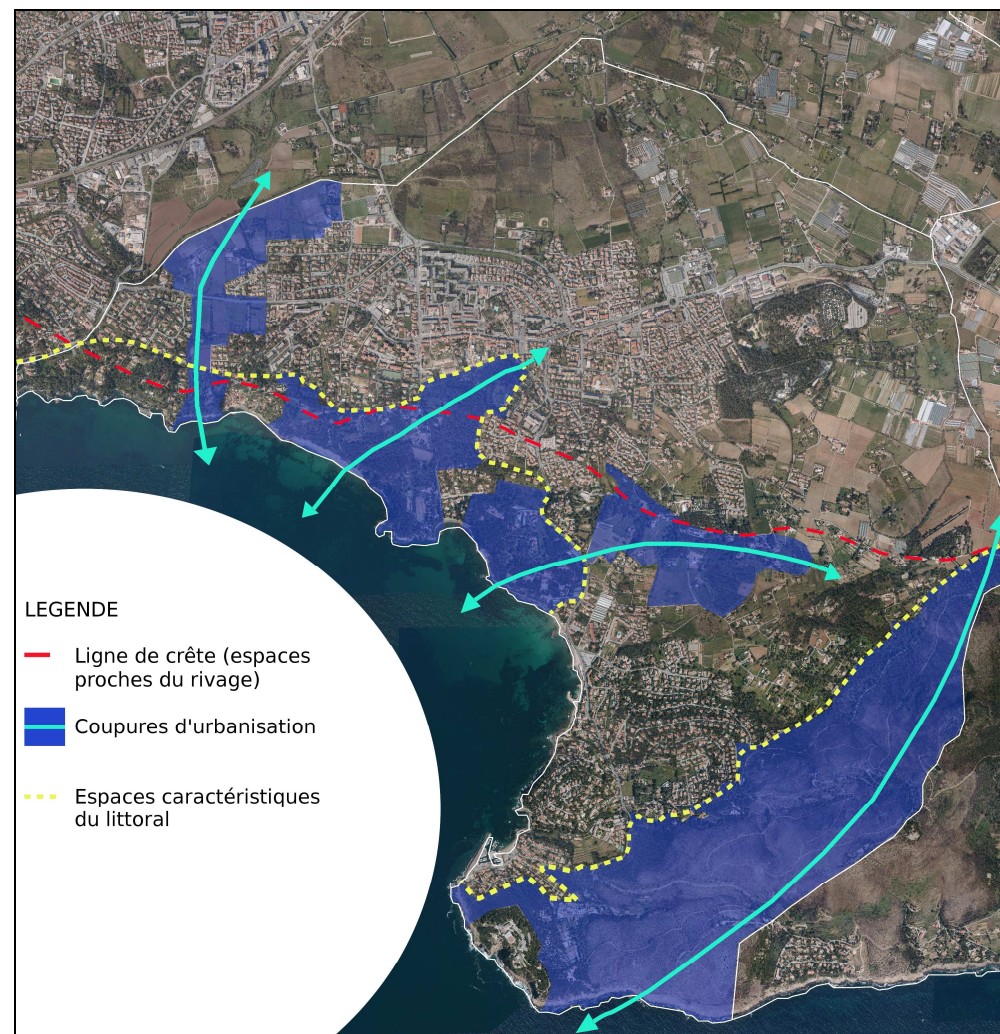 LEGENDE
Ligne de crête (espaces
proches du rivage)
Coupures d'urbanisation
Espaces caractéristiques
du littoral